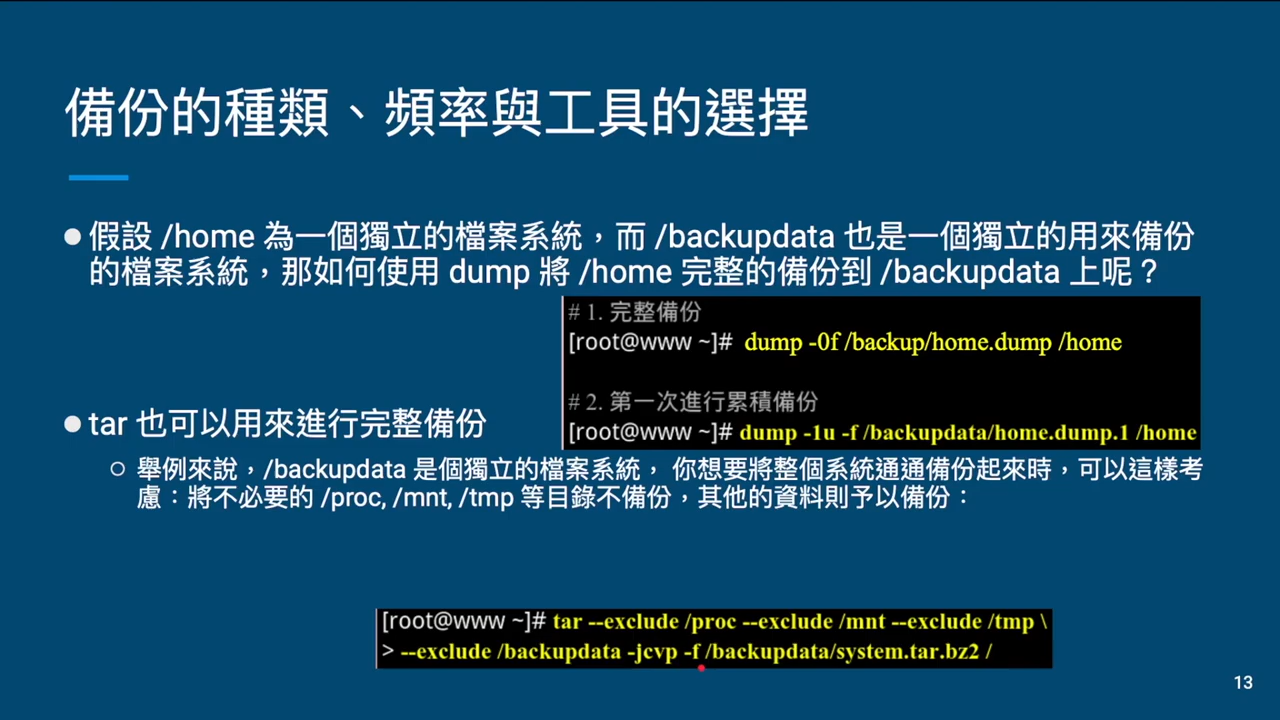 備份的種類、頻率與工具的選擇
●假設 /home 為一個獨立的檔案系統，而 /backupdata 也是一個獨立的用來備份
的檔案系統，那如何使用 dump 將 /home 完整的備份到 /backupdata 上呢？
# 1. 完整備份
[root@www ~]# dump -0f /backup/home.dump /home
# 2. 第一次進行累積備份
[root@www ~]# dump -1u -f /backupdata/home.dump.1 /home
●tar 也可以用來進行完整備份
○ 舉例來說，/backupdata 是個獨立的檔案系統， 你想要將整個系統通通備份起來時，可以這樣考
慮：將不必要的 /proc, /mnt, /tmp 等目錄不備份，其他的資料則予以備份：
[root@www ~]# tar --exclude /proc --exclude /mnt --exclude /tmp \
> --exclude /backupdata -jcvp -f /backupdata/system.tar.bz2 /
13